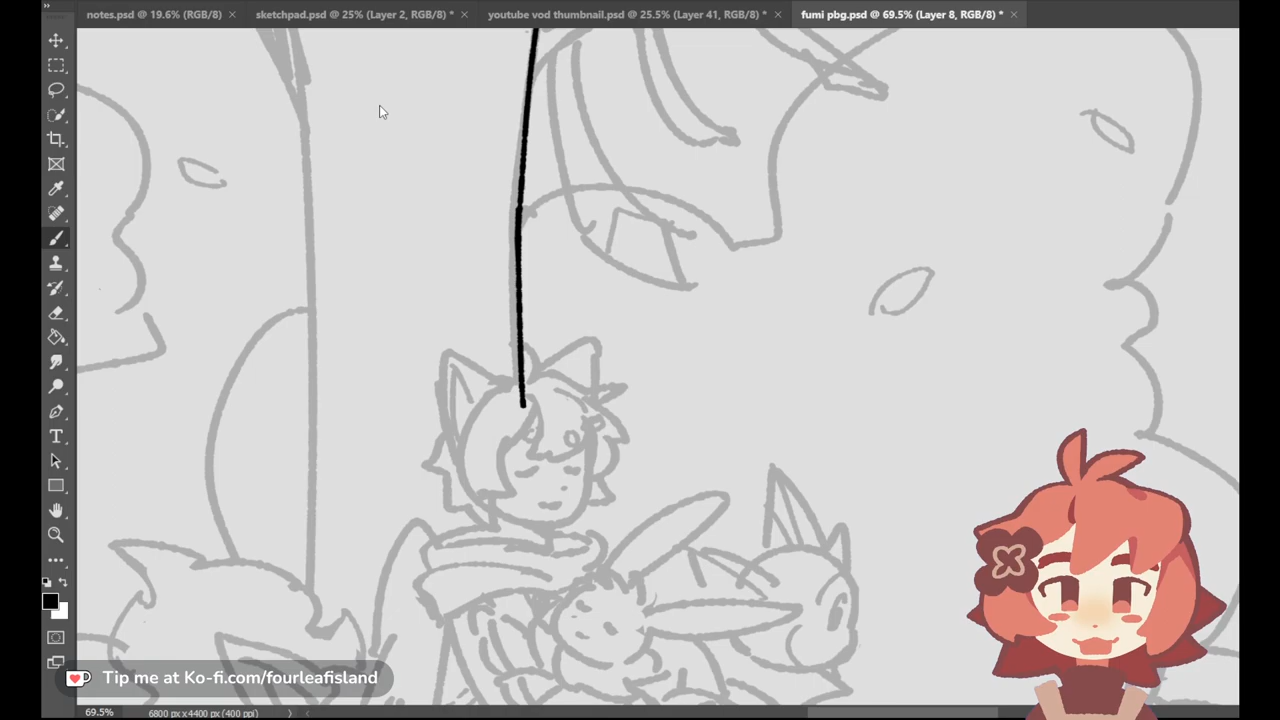 notes.psd @ 19.6% (RGB/8)
sketchpad.psd @ 25% (Layer 2, RGB/8) *
youtube vod thumbnail.psd @ 25.5% (Layer 41, RGB/8) *
fumi pbg.psd @ 69.5% (Layer 8, RGB/8) *
Tip me at Ko-fi.com/fourleafisland
69.5%
6800 px x 4400 px (400 ppi)